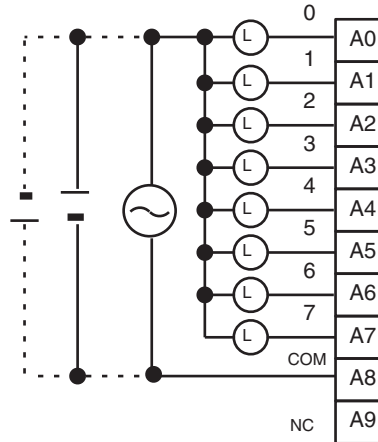 0
L A0
1
L A1
2
L A2
3
L A3
4
L A4
5
L A5
6
L A6
7
L A7
COM A8
NC A9